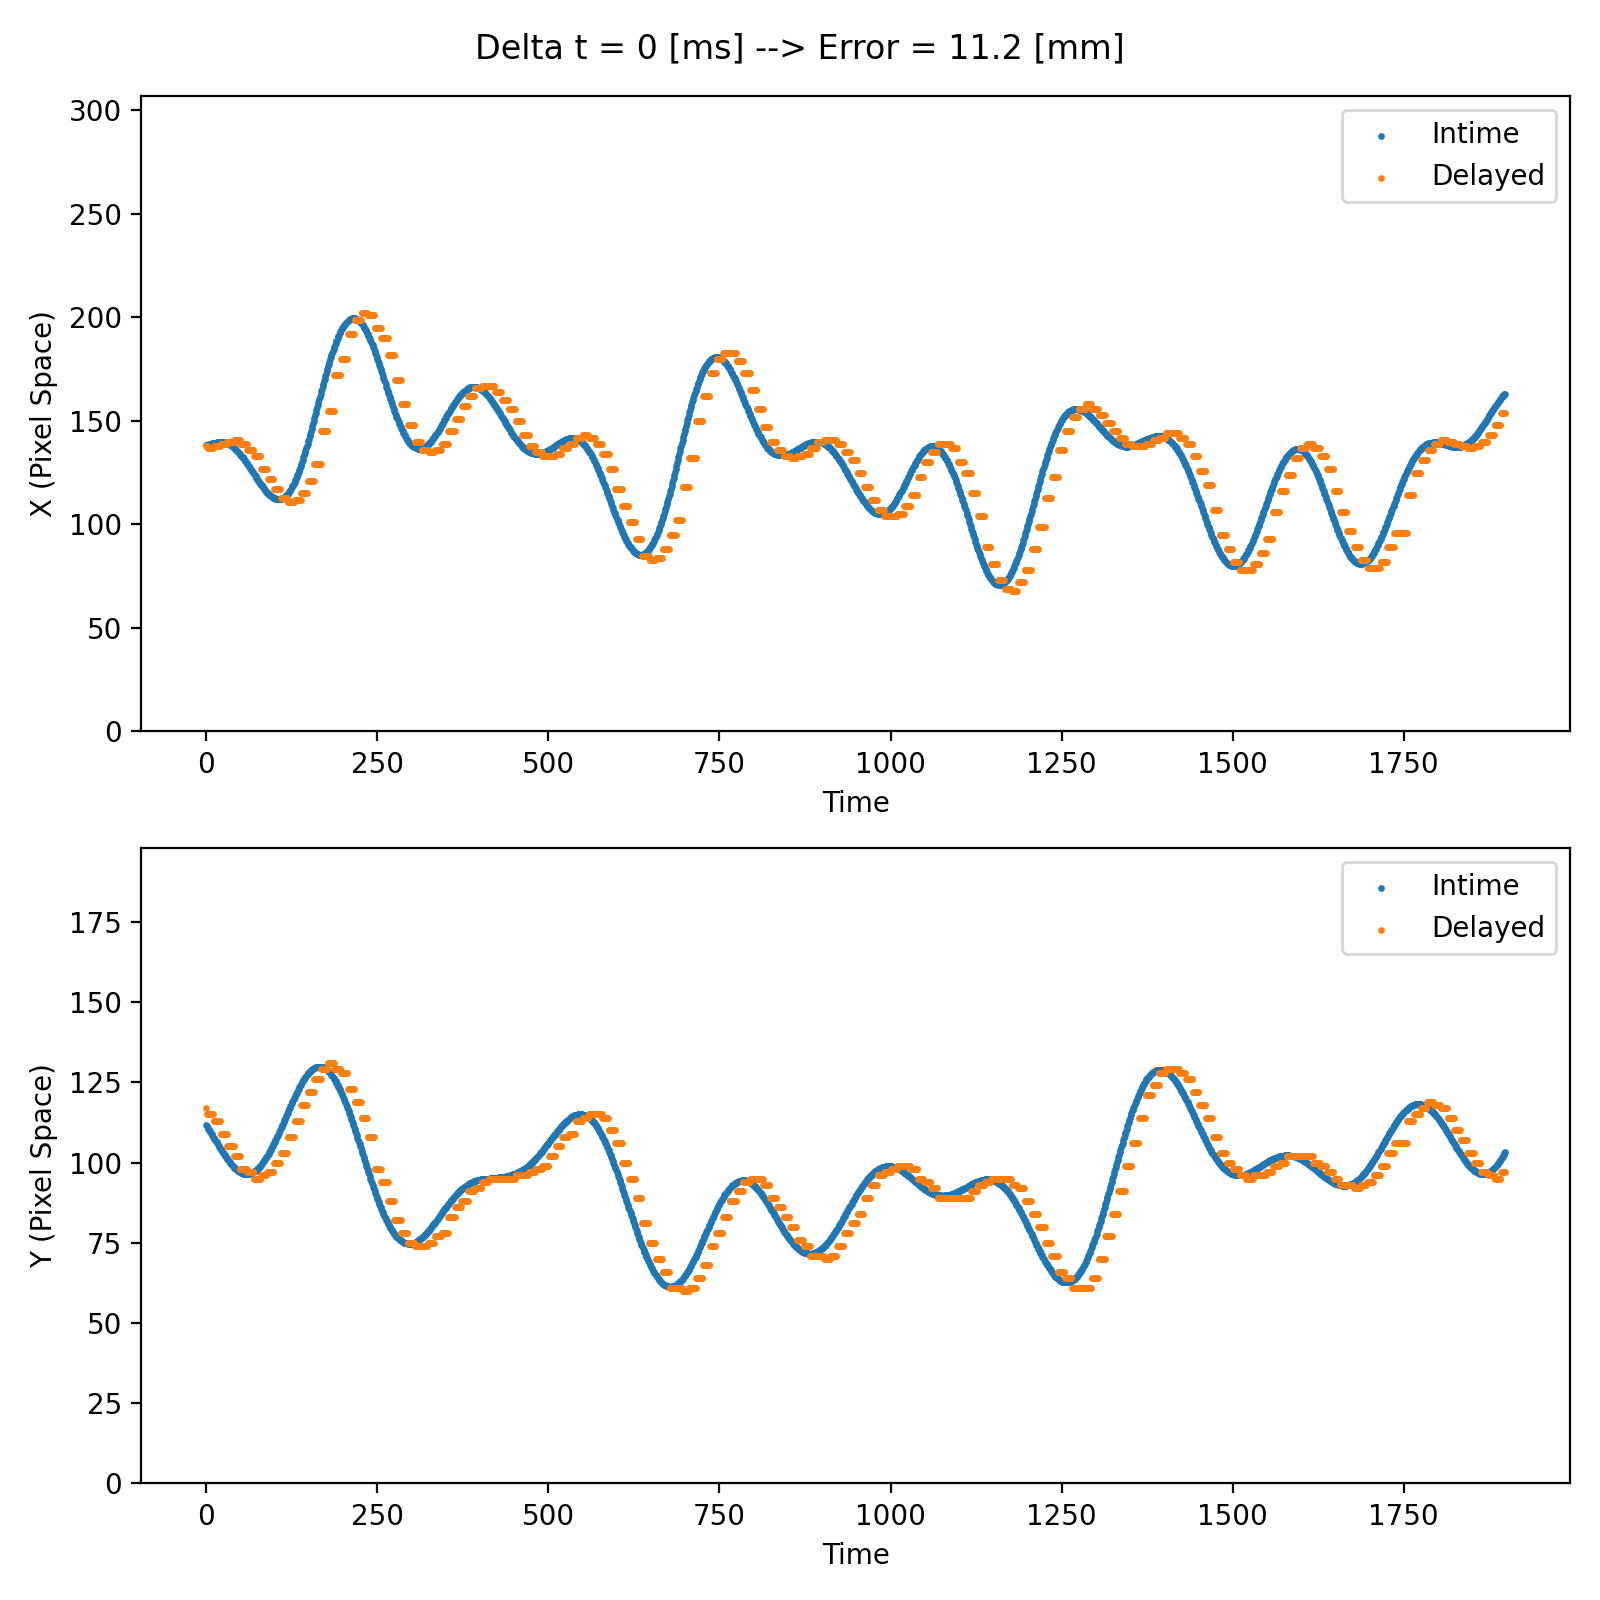 Delta t = 0 [ms] --> Error = 11.2 [mm]
300
250
200
150
100
50
0
X (Pixel Space)
Intime
Delayed
0 250 500 750 1000 1250 1500 1750
Time
175
150
125
100
75
50
25
0
Y (Pixel Space)
Intime
Delayed
0 250 500 750 1000 1250 1500 1750
Time